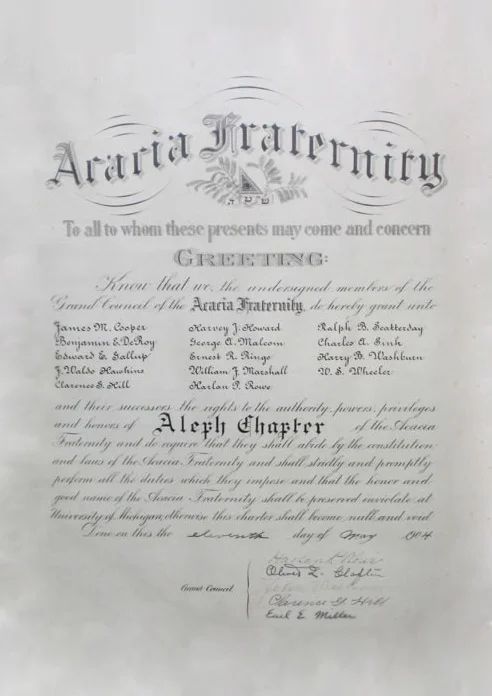 Acacia Fraternity
To all to whom these presents may come and concern
GREETING:
Know that we, the undersigned members of the
Grand Council of the Acacia Fraternity, do hereby grant unto
James M. Cooper Harvey J. Howard Ralph B. Scatterday
Benjamin E. DeRoy George A. Malcom Charles A. Sink
Edward E. Gallup Ernest R. Ringo Harry B. Washburn
J. Waldo Hawkins William J. Marshall W. E. Wheeler
Clarence E. Hill Harlan P. Rowe
and their successors the rights to the authority, powers, privileges
and honors of Aleph Chapter of the Acacia
Fraternity and do require that they shall abide by the constitution
and laws of the Acacia Fraternity and shall strictly and promptly
perform all the duties which they impose and that the honor and
good name of the Acacia Fraternity shall be preserved inviolate at
University of Michigan, otherwise this charter shall become null and void
Done on this the eleventh day of May 1904
Grand Council
Clarence G. Hill
Earl E. Miller